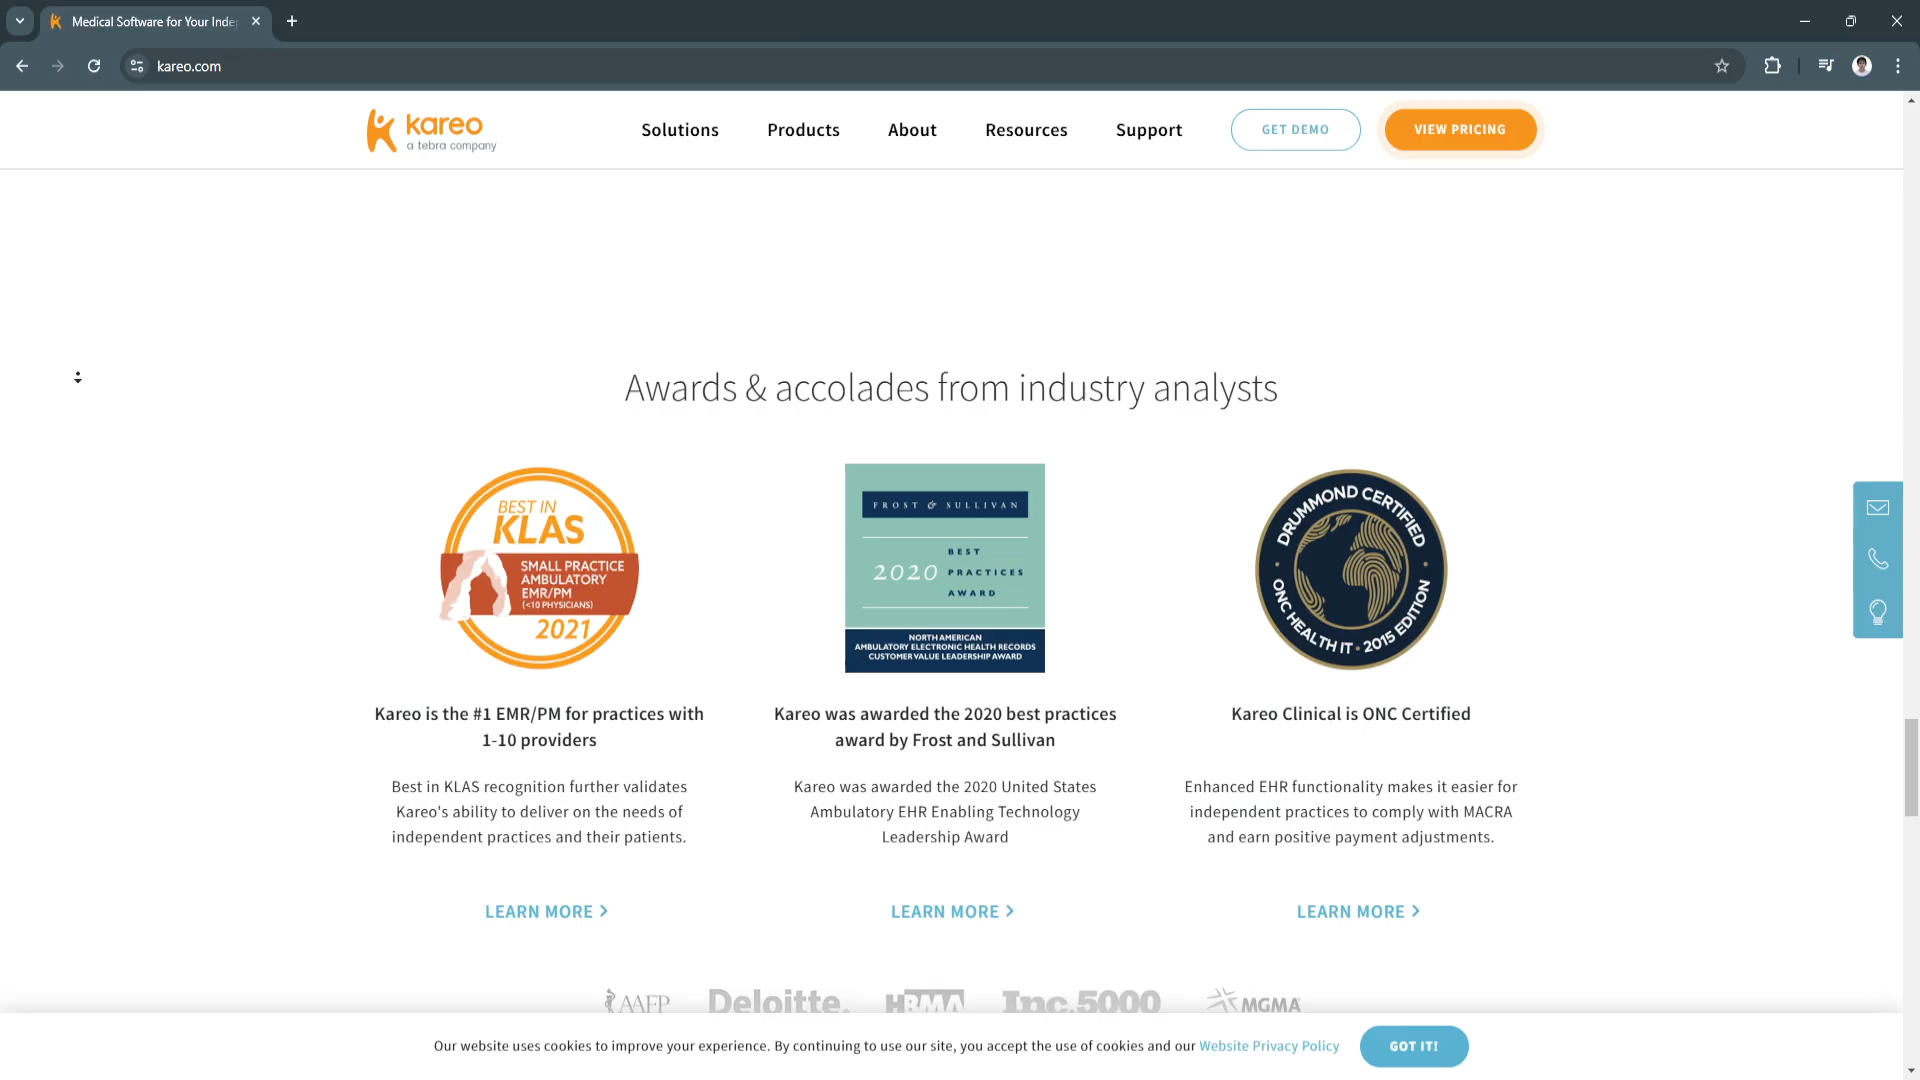 Medical Software for Your Inde
kareo.com
kareo
a tebra company
Solutions
Products
About
Resources
Support
GET DEMO
VIEW PRICING
Awards & accolades from industry analysts
BEST IN
KLAS
SMALL PRACTICE
AMBULATORY
EMR/PM
(<10 PHYSICIANS)
2021
FROST & SULLIVAN
BEST
2020 PRACTICES
AWARD
NORTH AMERICAN
AMBULATORY ELECTRONIC HEALTH RECORDS
CUSTOMER VALUE LEADERSHIP AWARD
DRUMMOND CERTIFIED
ONC HEALTH IT • 2015 EDITION
Kareo is the #1 EMR/PM for practices with
1-10 providers
Best in KLAS recognition further validates
Kareo's ability to deliver on the needs of
independent practices and their patients.
LEARN MORE >
Kareo was awarded the 2020 best practices
award by Frost and Sullivan
Kareo was awarded the 2020 United States
Ambulatory EHR Enabling Technology
Leadership Award
LEARN MORE >
Kareo Clinical is ONC Certified
Enhanced EHR functionality makes it easier for
independent practices to comply with MACRA
and earn positive payment adjustments.
LEARN MORE >
AAFP
Deloitte.
HBMA
Inc.5000
MGMA
Our website uses cookies to improve your experience. By continuing to use our site, you accept the use of cookies and our Website Privacy Policy
GOT IT!